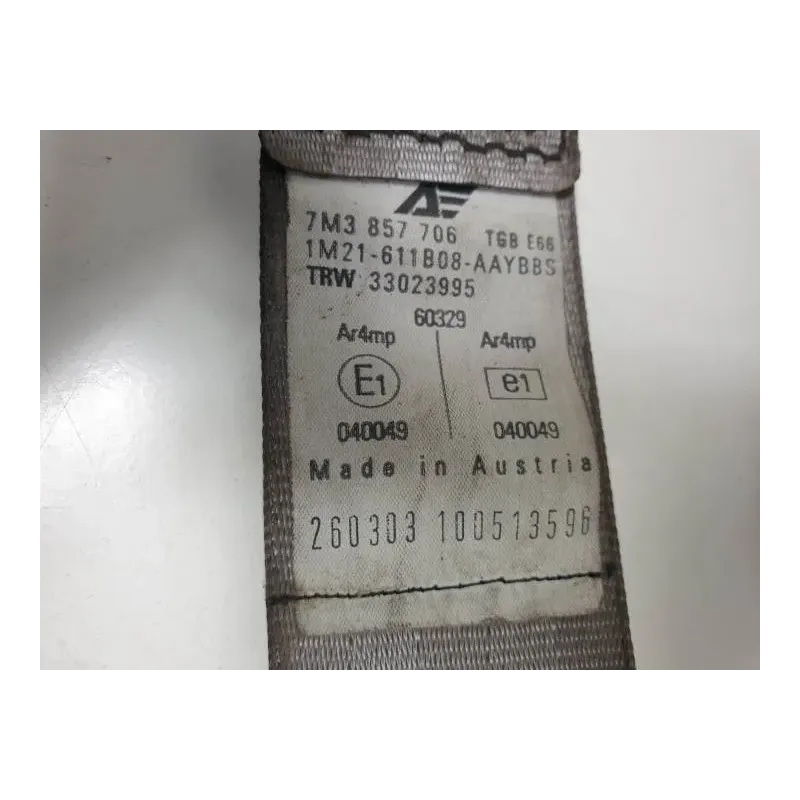 7M3 857 706 TGB E66
1M21-611B08-AAYBBS
TRW 33023995
60329
Ar4mp Ar4mp
E1 e1
040049 040049
Made in Austria
260303 100513596